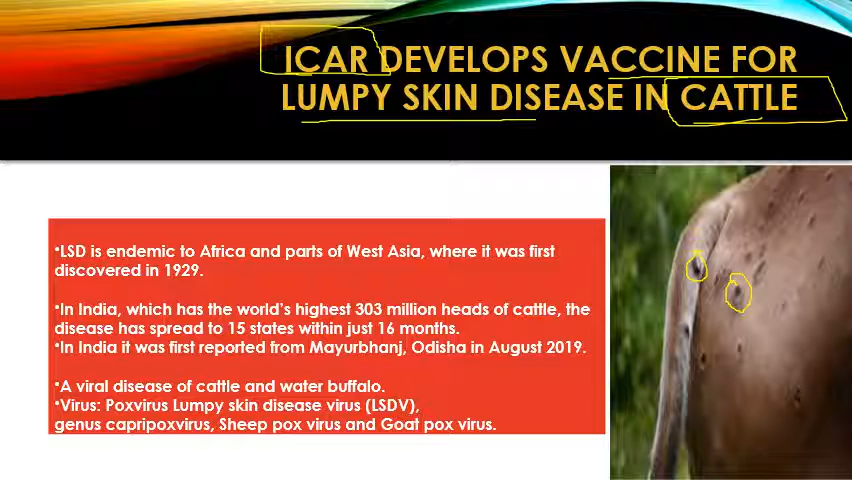 ICAR DEVELOPS VACCINE FOR
LUMPY SKIN DISEASE IN CATTLE
•LSD is endemic to Africa and parts of West Asia, where it was first
discovered in 1929.
•In India, which has the world's highest 303 million heads of cattle, the
disease has spread to 15 states within just 16 months.
•In India it was first reported from Mayurbhanj, Odisha in August 2019.
•A viral disease of cattle and water buffalo.
•Virus: Poxvirus Lumpy skin disease virus (LSDV),
genus capripoxvirus, Sheep pox virus and Goat pox virus.